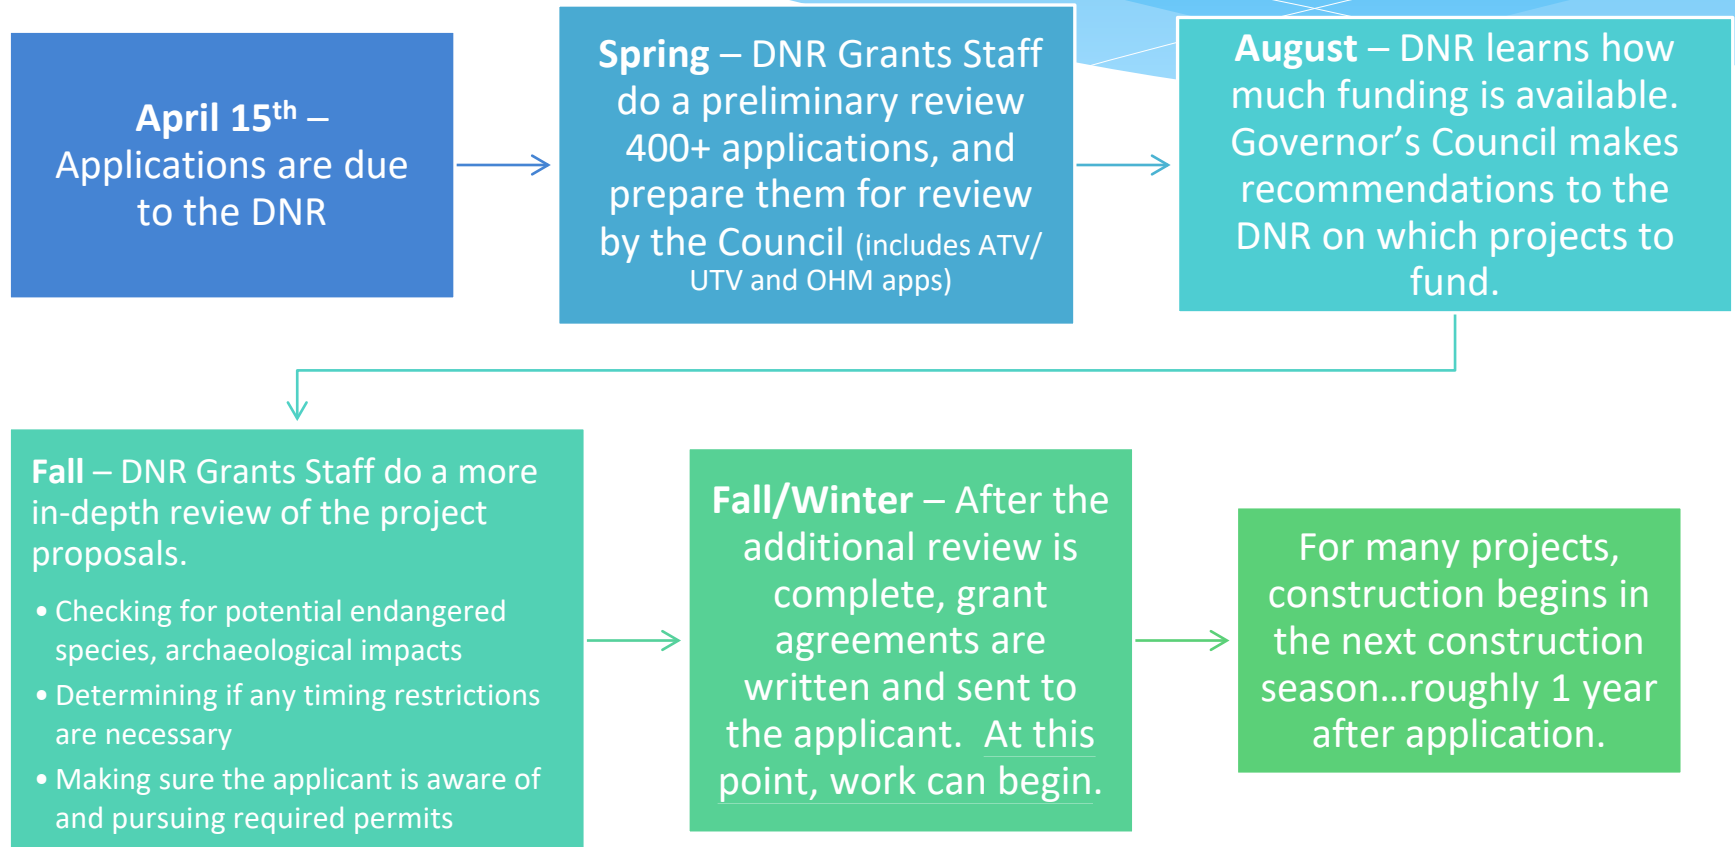 April 15th –
Applications are due
to the DNR
Spring – DNR Grants Staff
do a preliminary review
400+ applications, and
prepare them for review
by the Council (includes ATV/
UTV and OHM apps)
August – DNR learns how
much funding is available.
Governor’s Council makes
recommendations to the
DNR on which projects to
fund.
Fall – DNR Grants Staff do a more
in-depth review of the project
proposals.
• Checking for potential endangered
species, archaeological impacts
• Determining if any timing restrictions
are necessary
• Making sure the applicant is aware of
and pursuing required permits
Fall/Winter – After the
additional review is
complete, grant
agreements are
written and sent to
the applicant. At this
point, work can begin.
For many projects,
construction begins in
the next construction
season...roughly 1 year
after application.